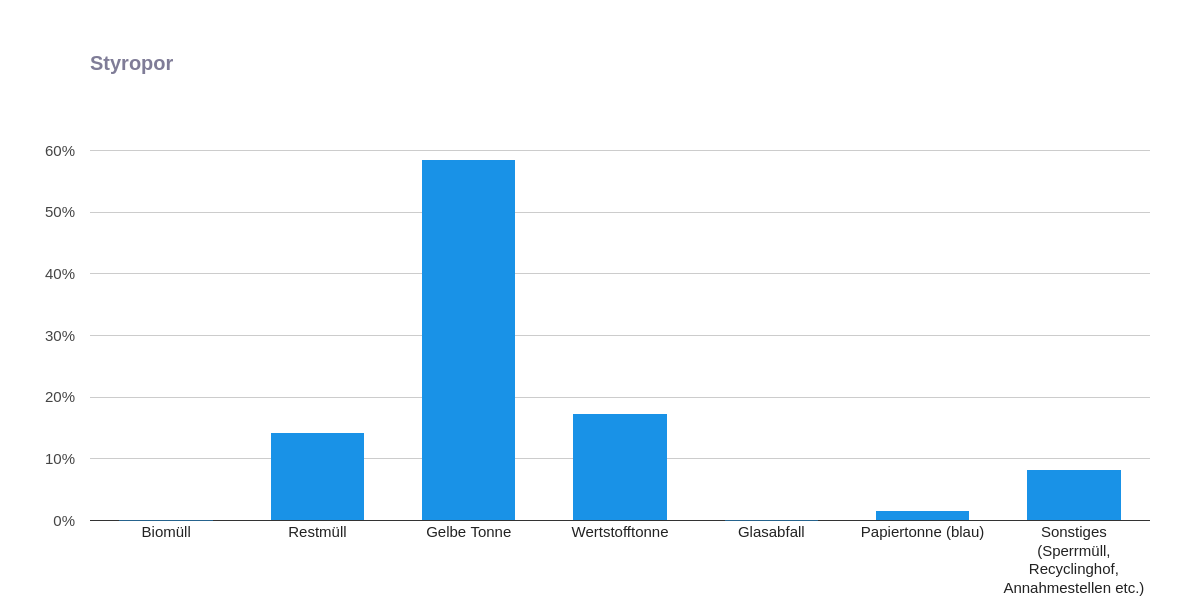 Styropor
60%
50%
40%
30%
20%
10%
0%
Biomüll
Restmüll
Gelbe Tonne
Wertstofftonne
Glasabfall
Papiertonne (blau)
Sonstiges
(Sperrmüll,
Recyclinghof,
Annahmestellen etc.)